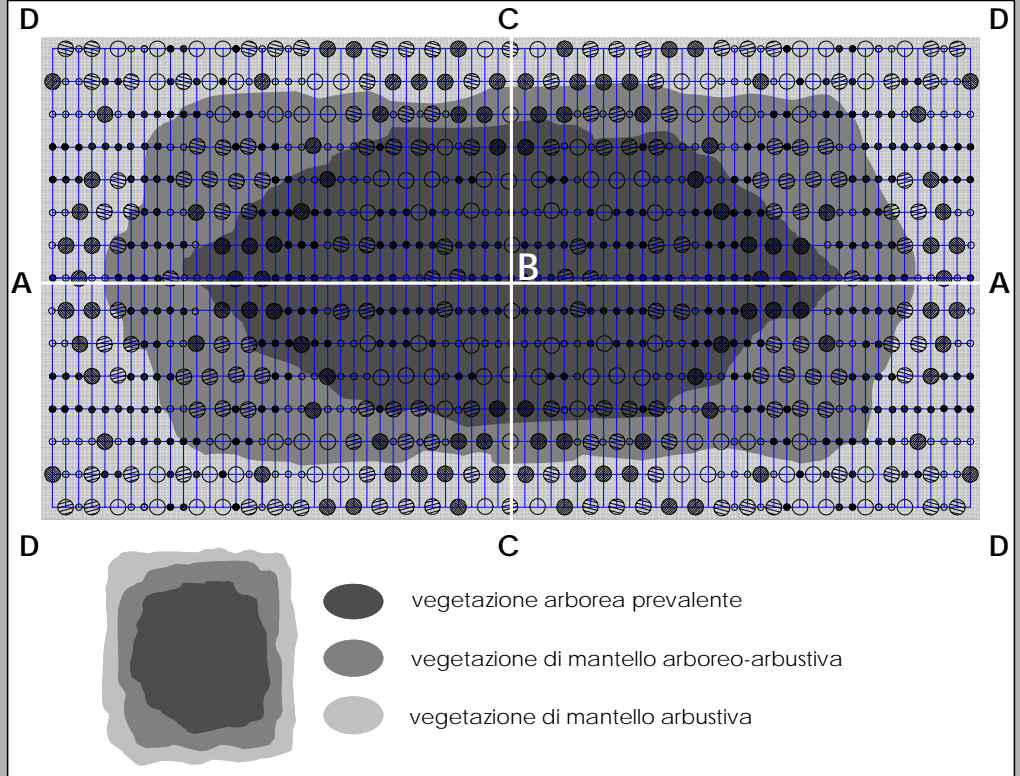 D C D
A B A
D C D
vegetazione arborea prevalente
vegetazione di mantello arboreo-arbustiva
vegetazione di mantello arbustiva